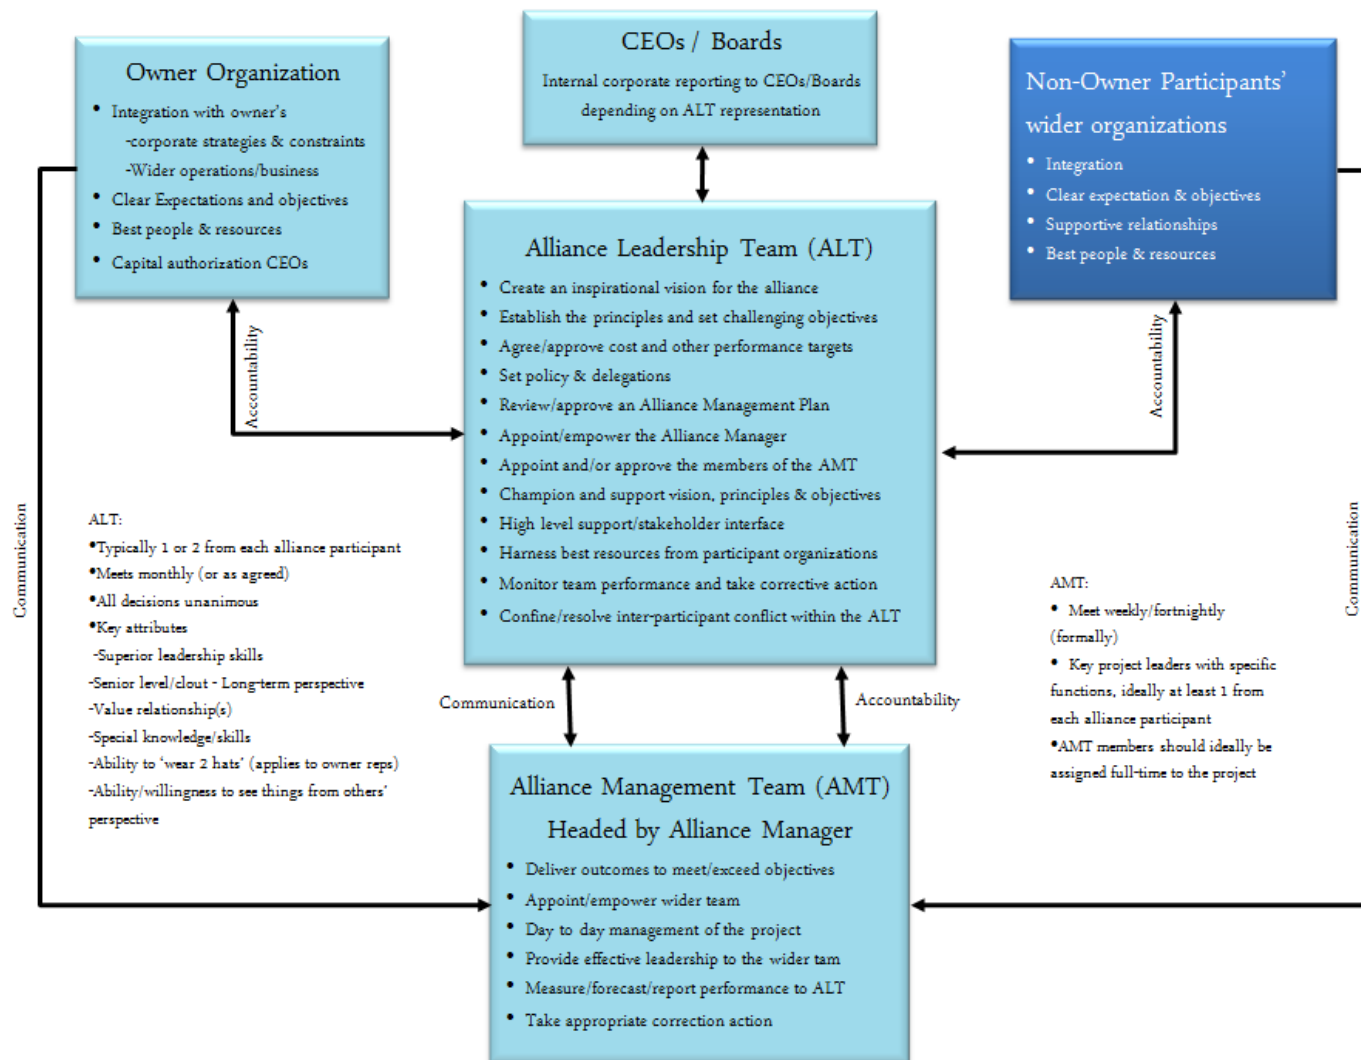 CEOs / Boards
Internal corporate reporting to CEOs/Boards
depending on ALT representation
Owner Organization
• Integration with owner's
-corporate strategies & constraints
-Wider operations/business
• Clear Expectations and objectives
• Best people & resources
• Capital authorization CEOs
Non-Owner Participants'
wider organizations
• Integration
• Clear expectation & objectives
• Supportive relationships
• Best people & resources
Alliance Leadership Team (ALT)
• Create an inspirational vision for the alliance
• Establish the principles and set challenging objectives
• Agree/approve cost and other performance targets
• Set policy & delegations
• Review/approve an Alliance Management Plan
• Appoint/empower the Alliance Manager
• Appoint and/or approve the members of the AMT
• Champion and support vision, principles & objectives
• High level support/stakeholder interface
• Harness best resources from participant organizations
• Monitor team performance and take corrective action
• Confine/resolve inter-participant conflict within the ALT
Accountability
Accountability
Communication
Communication
ALT:
•Typically 1 or 2 from each alliance participant
•Meets monthly (or as agreed)
•All decisions unanimous
•Key attributes
-Superior leadership skills
-Senior level/clout - Long-term perspective
-Value relationship(s)
-Special knowledge/skills
-Ability to 'wear 2 hats' (applies to owner reps)
-Ability/willingness to see things from others'
perspective
AMT:
• Meet weekly/fortnightly
(formally)
• Key project leaders with specific
functions, ideally at least 1 from
each alliance participant
•AMT members should ideally be
assigned full-time to the project
Communication
Accountability
Alliance Management Team (AMT)
Headed by Alliance Manager
• Deliver outcomes to meet/exceed objectives
• Appoint/empower wider team
• Day to day management of the project
• Provide effective leadership to the wider tam
• Measure/forecast/report performance to ALT
• Take appropriate correction action